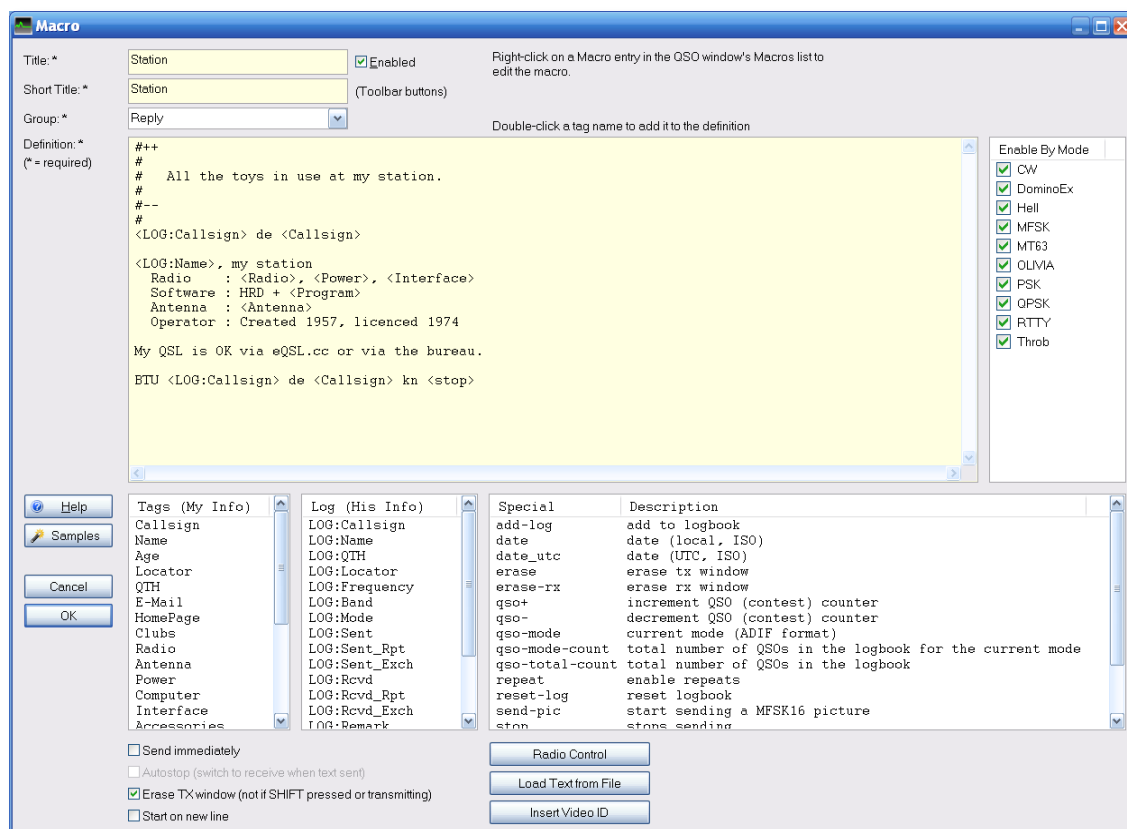 Macro
Title: *
Station
Enabled
Right-click on a Macro entry in the QSO window's Macros list to
edit the macro.
Short Title: *
Station
(Toolbar buttons)
Group: *
Reply
Double-click a tag name to add it to the definition
Definition: *
(* = required)
#++
#
#   All the toys in use at my station.
#
#--
#
<LOG:Callsign> de <Callsign>
<LOG:Name>, my station
  Radio    : <Radio>, <Power>, <Interface>
  Software : HRD + <Program>
  Antenna  : <Antenna>
  Operator : Created 1957, licenced 1974
My QSL is OK via eQSL.cc or via the bureau.
BTU <LOG:Callsign> de <Callsign> kn <stop>
Enable By Mode
CW
DominoEx
Hell
MFSK
MT63
OLIVIA
PSK
QPSK
RTTY
Throb
Help
Samples
Cancel
OK
Tags (My Info)
Callsign
Name
Age
Locator
QTH
E-Mail
HomePage
Clubs
Radio
Antenna
Power
Computer
Interface
Accessories
Log (His Info)
LOG:Callsign
LOG:Name
LOG:QTH
LOG:Locator
LOG:Frequency
LOG:Band
LOG:Mode
LOG:Sent
LOG:Sent_Rpt
LOG:Sent_Exch
LOG:Rcvd
LOG:Rcvd_Rpt
LOG:Rcvd_Exch
LOG:Remark
Special Description
add-log add to logbook
date date (local, ISO)
date_utc date (UTC, ISO)
erase erase tx window
erase-rx erase rx window
qso+ increment QSO (contest) counter
qso- decrement QSO (contest) counter
qso-mode current mode (ADIF format)
qso-mode-count total number of QSOs in the logbook for the current mode
qso-total-count total number of QSOs in the logbook
repeat enable repeats
reset-log reset logbook
send-pic start sending a MFSK16 picture
stop stops sending
Send immediately
Autostop (switch to receive when text sent)
Erase TX window (not if SHIFT pressed or transmitting)
Start on new line
Radio Control
Load Text from File
Insert Video ID